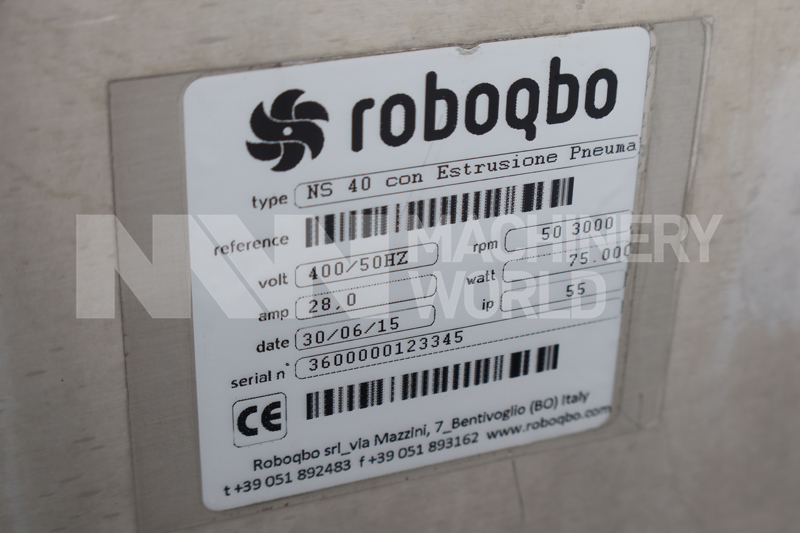 roboqbo
type NS 40 con Estrusione Pneuma
reference
volt 400/50HZ rpm 50 3000
amp 28,0 watt 75.000
date 30/06/15 ip 55
serial n° 3600000123345
CE
Roboqbo srl_via Mazzini, 7_Bentivoglio (BO) Italy
t +39 051 892483 f +39 051 893162 www.roboqbo.com
MACHINERY
WORLD